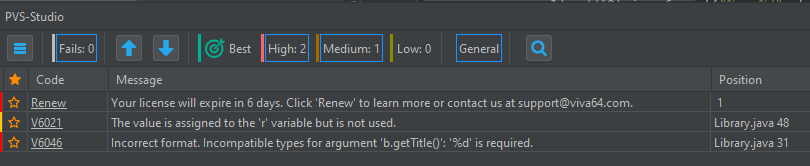 PVS-Studio
Fails: 0 Best High: 2 Medium: 1 Low: 0 General
Code Message Position
Renew Your license will expire in 6 days. Click 'Renew' to learn more or contact us at support@viva64.com. 1
V6021 The value is assigned to the 'r' variable but is not used. Library.java 48
V6046 Incorrect format. Incompatible types for argument 'b.getTitle()': '%d' is required. Library.java 31